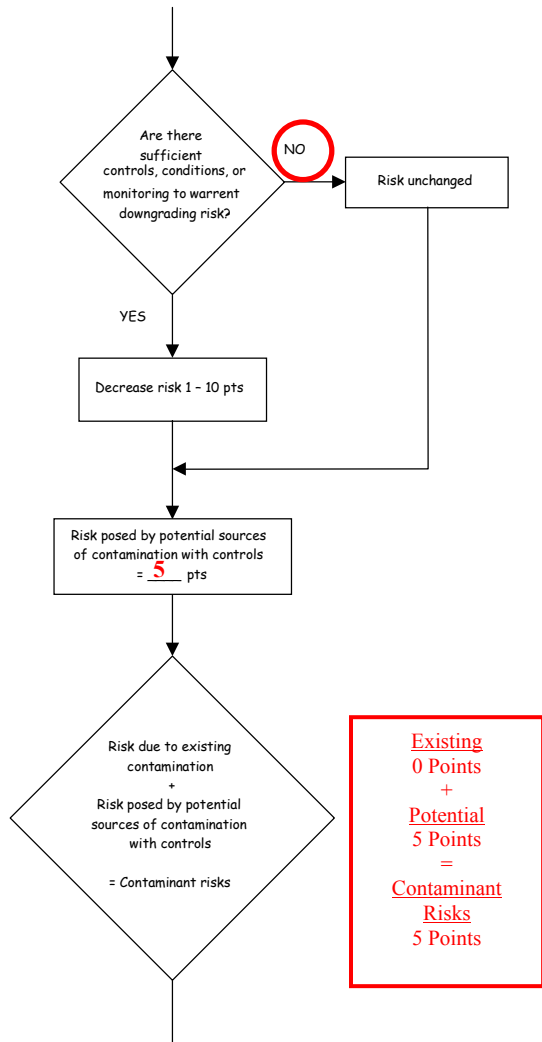 Are there
sufficient
controls, conditions, or
monitoring to warrent
downgrading risk?
NO
Risk unchanged
YES
Decrease risk 1 – 10 pts
Risk posed by potential sources
of contamination with controls
= 5 pts
Risk due to existing
contamination
+
Risk posed by potential
sources of contamination
with controls
= Contaminant risks
Existing
0 Points
+
Potential
5 Points
=
Contaminant
Risks
5 Points